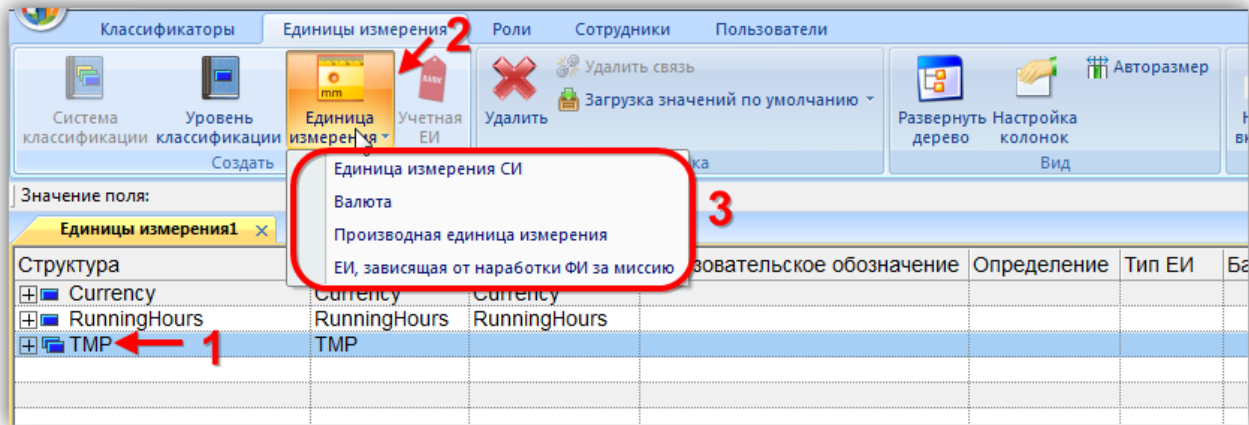 Классификаторы Единицы измерения Роли Сотрудники Пользователи
2
mm
Система классификации
Уровень классификации
Единица измерения
Учетная ЕИ
Удалить
Удалить связь
Загрузка значений по умолчанию
Развернуть дерево
Настройка колонок
Авторазмер
Создать
Вид
Значение поля:
Единицы измерения1
Единица измерения СИ
Валюта
Производная единица измерения
ЕИ, зависящая от наработки ФИ за миссию
3
Структура обозначение Определение Тип ЕИ
Currency Currency Currency
RunningHours RunningHours RunningHours
TMP 1 TMP